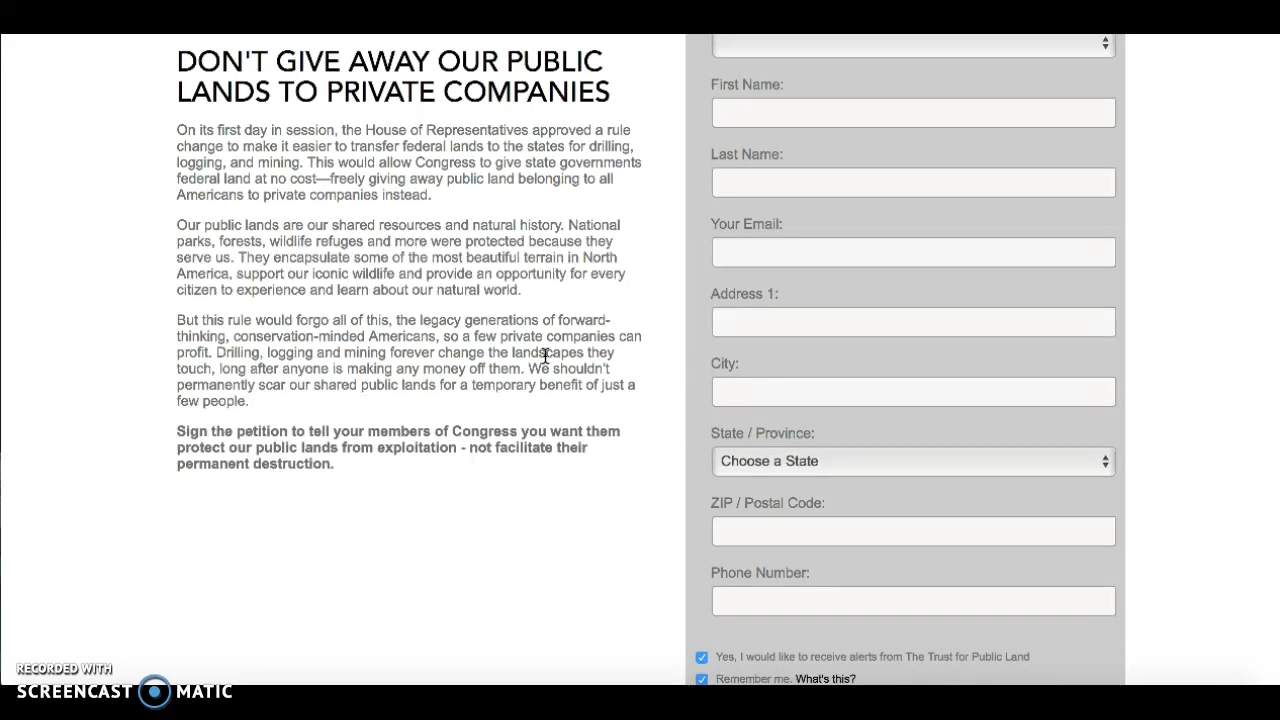 DON'T GIVE AWAY OUR PUBLIC
LANDS TO PRIVATE COMPANIES
On its first day in session, the House of Representatives approved a rule
change to make it easier to transfer federal lands to the states for drilling,
logging, and mining. This would allow Congress to give state governments
federal land at no cost—freely giving away public land belonging to all
Americans to private companies instead.
Our public lands are our shared resources and natural history. National
parks, forests, wildlife refuges and more were protected because they
serve us. They encapsulate some of the most beautiful terrain in North
America, support our iconic wildlife and provide an opportunity for every
citizen to experience and learn about our natural world.
But this rule would forgo all of this, the legacy generations of forward-
thinking, conservation-minded Americans, so a few private companies can
profit. Drilling, logging and mining forever change the landscapes they
touch, long after anyone is making any money off them. We shouldn't
permanently scar our shared public lands for a temporary benefit of just a
few people.
Sign the petition to tell your members of Congress you want them
protect our public lands from exploitation - not facilitate their
permanent destruction.
First Name:
Last Name:
Your Email:
Address 1:
City:
State / Province:
Choose a State
ZIP / Postal Code:
Phone Number:
Yes, I would like to receive alerts from The Trust for Public Land
Remember me. What's this?
RECORDED WITH
SCREENCAST MATIC